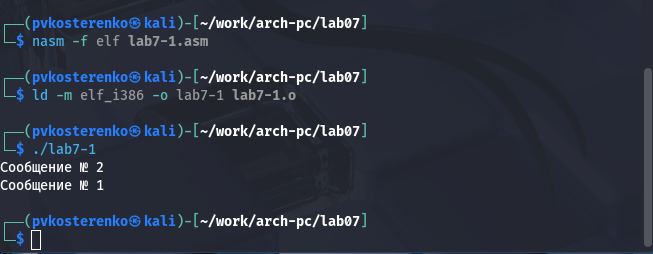 ┌──(pvkosterenko㉿kali)-[~/work/arch-pc/lab07]
└─$ nasm -f elf lab7-1.asm
┌──(pvkosterenko㉿kali)-[~/work/arch-pc/lab07]
└─$ ld -m elf_i386 -o lab7-1 lab7-1.o
┌──(pvkosterenko㉿kali)-[~/work/arch-pc/lab07]
└─$ ./lab7-1
Сообщение № 2
Сообщение № 1
┌──(pvkosterenko㉿kali)-[~/work/arch-pc/lab07]
└─$